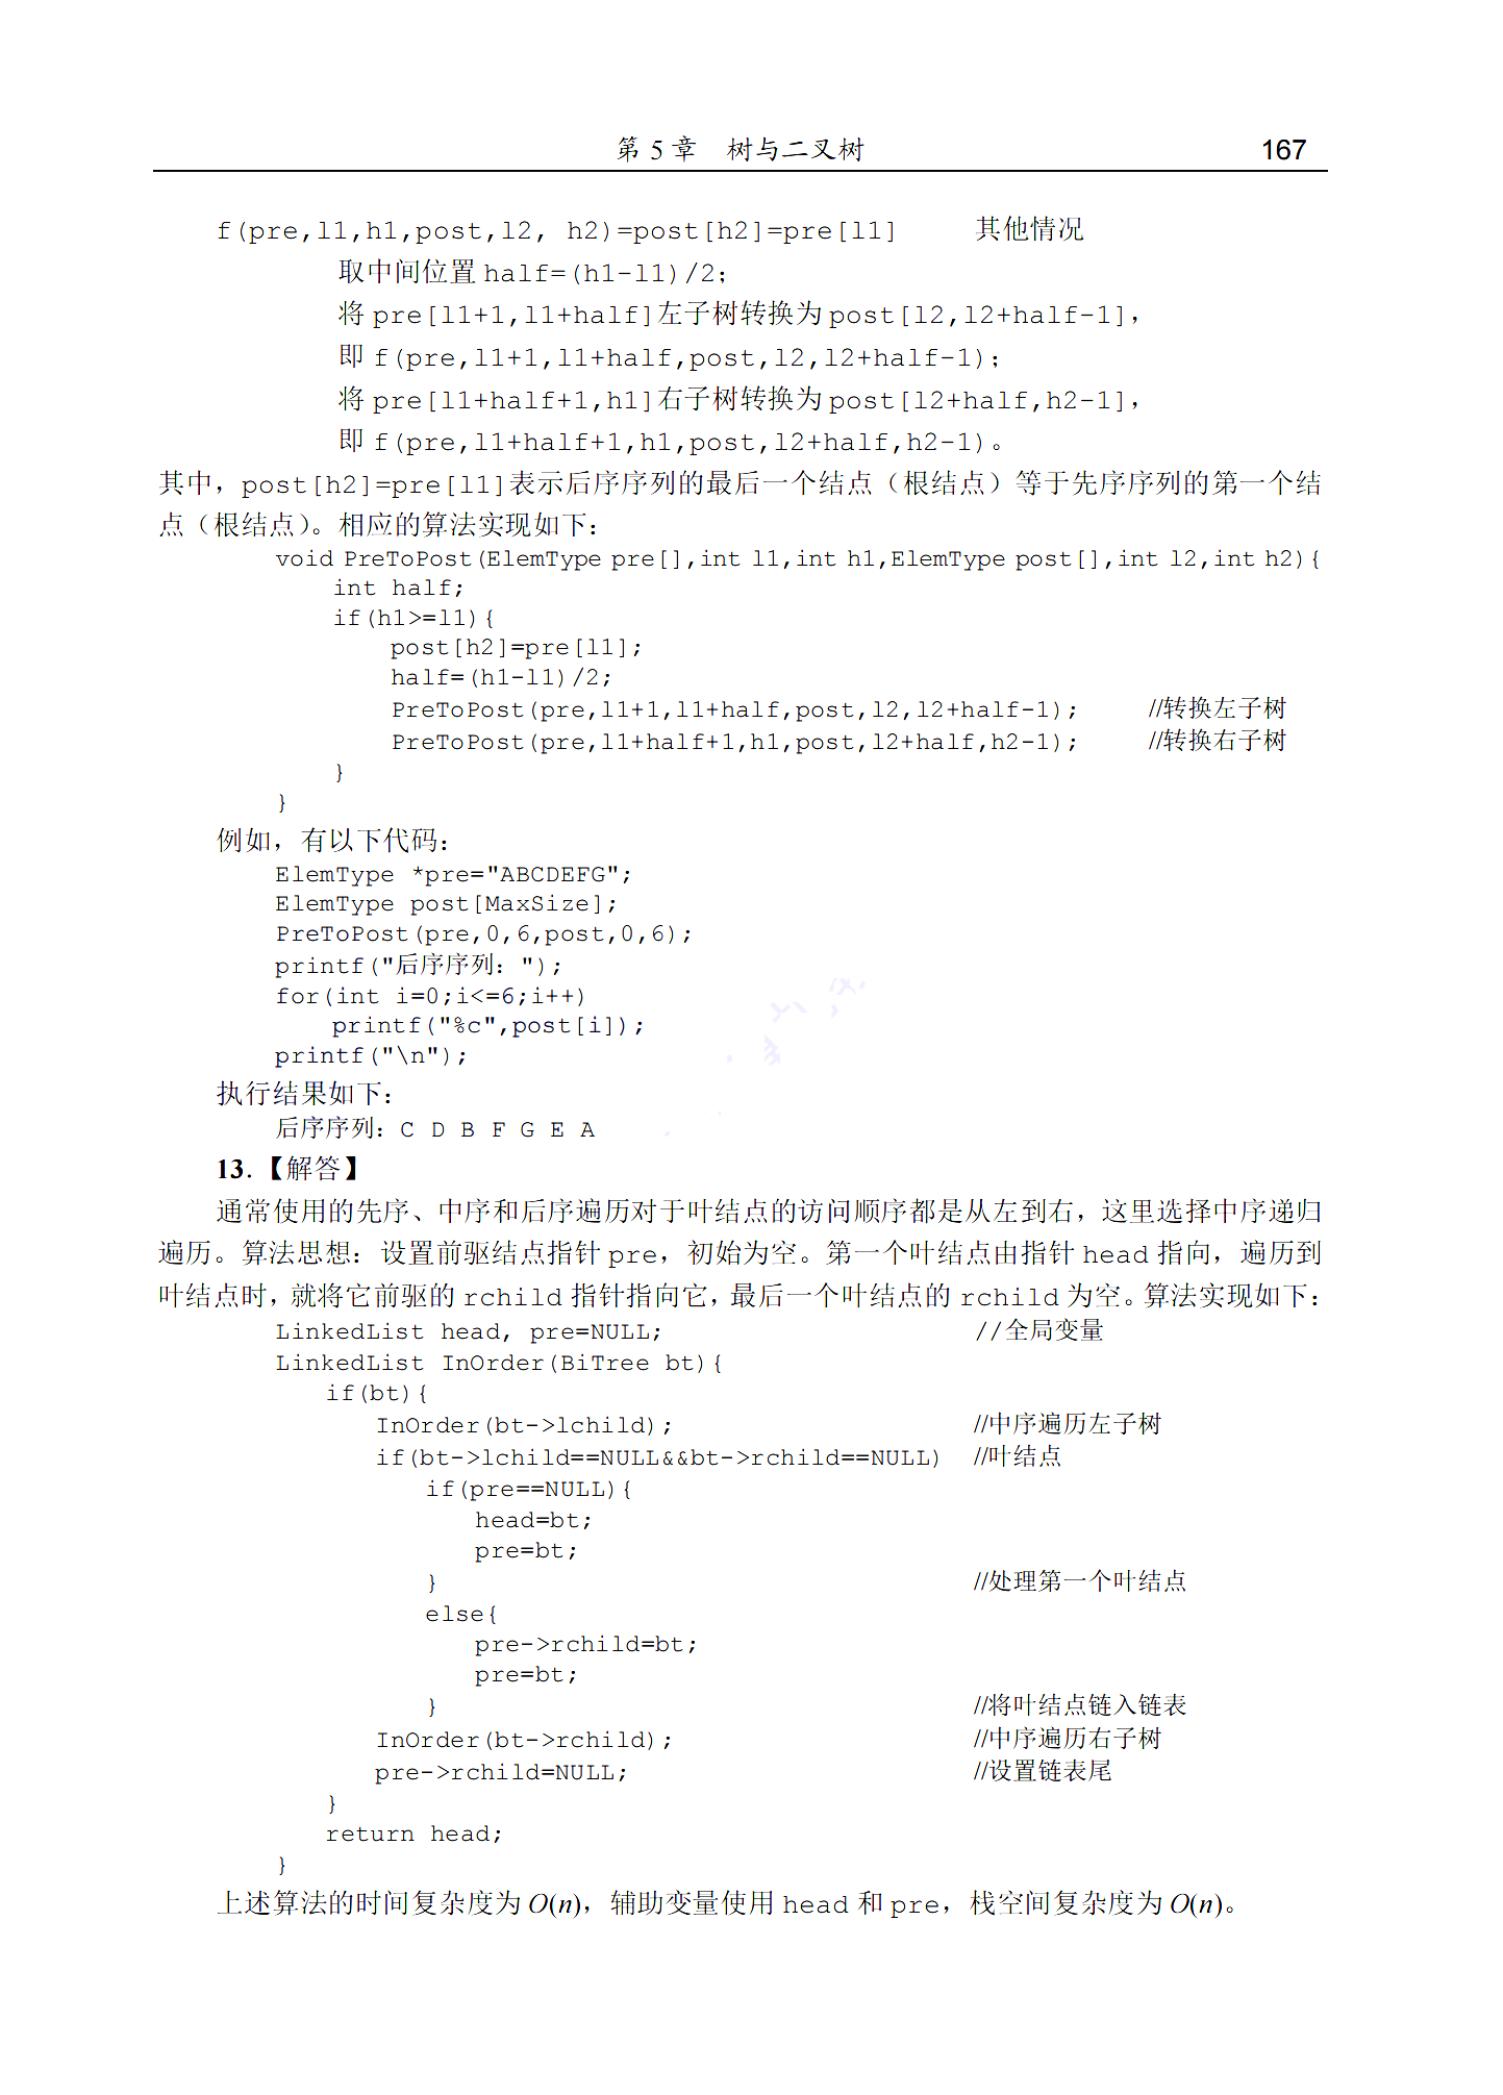 第 5 章 树与二叉树 167
f(pre,l1,h1,post,l2, h2)=post[h2]=pre[l1] 其他情况
取中间位置 half=(h1-l1)/2;
将 pre[l1+1,l1+half]左子树转换为 post[l2,l2+half-1],
即 f(pre,l1+1,l1+half,post,l2,l2+half-1);
将 pre[l1+half+1,h1]右子树转换为 post[l2+half,h2-1],
即 f(pre,l1+half+1,h1,post,l2+half,h2-1)。
其中，post[h2]=pre[l1]表示后序序列的最后一个结点（根结点）等于先序序列的第一个结
点（根结点）。相应的算法实现如下：
void PreToPost(ElemType pre[],int l1,int h1,ElemType post[],int l2,int h2){
int half;
if(h1>=l1){
post[h2]=pre[l1];
half=(h1-l1)/2;
PreToPost(pre,l1+1,l1+half,post,l2,l2+half-1); //转换左子树
PreToPost(pre,l1+half+1,h1,post,l2+half,h2-1); //转换右子树
}
}
例如，有以下代码：
ElemType *pre="ABCDEFG";
ElemType post[MaxSize];
PreToPost(pre,0,6,post,0,6);
printf("后序序列：");
for(int i=0;i<=6;i++)
printf("%c",post[i]);
printf("\n");
执行结果如下：
后序序列：C D B F G E A
13.【解答】
通常使用的先序、中序和后序遍历对于叶结点的访问顺序都是从左到右，这里选择中序递归
遍历。算法思想：设置前驱结点指针 pre，初始为空。第一个叶结点由指针 head 指向，遍历到
叶结点时，就将它前驱的 rchild 指针指向它，最后一个叶结点的 rchild 为空。算法实现如下：
LinkedList head, pre=NULL; //全局变量
LinkedList InOrder(BiTree bt){
if(bt){
InOrder(bt->lchild); //中序遍历左子树
if(bt->lchild==NULL&&bt->rchild==NULL) //叶结点
if(pre==NULL){
head=bt;
pre=bt;
} //处理第一个叶结点
else{
pre->rchild=bt;
pre=bt;
} //将叶结点链入链表
InOrder(bt->rchild); //中序遍历右子树
pre->rchild=NULL; //设置链表尾
}
return head;
}
上述算法的时间复杂度为 O(n)，辅助变量使用 head 和 pre，栈空间复杂度为 O(n)。